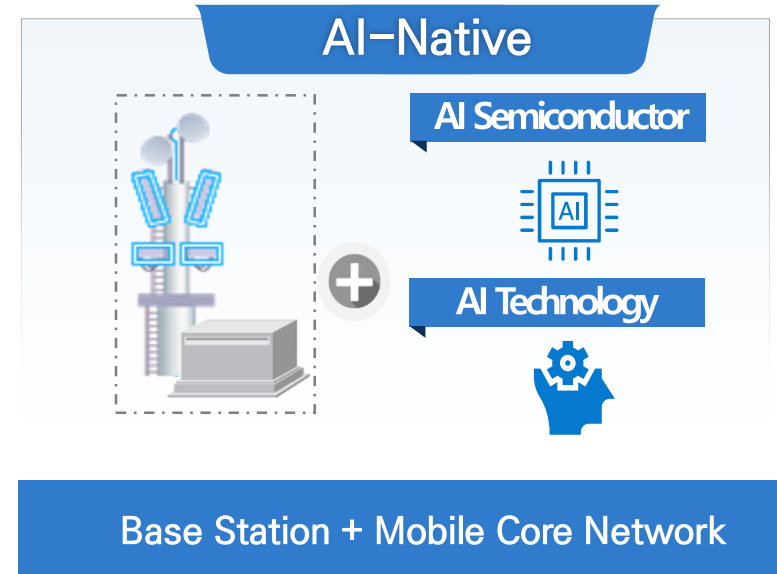 AI-Native
AI Semiconductor
AI
AI Technology
Base Station + Mobile Core Network